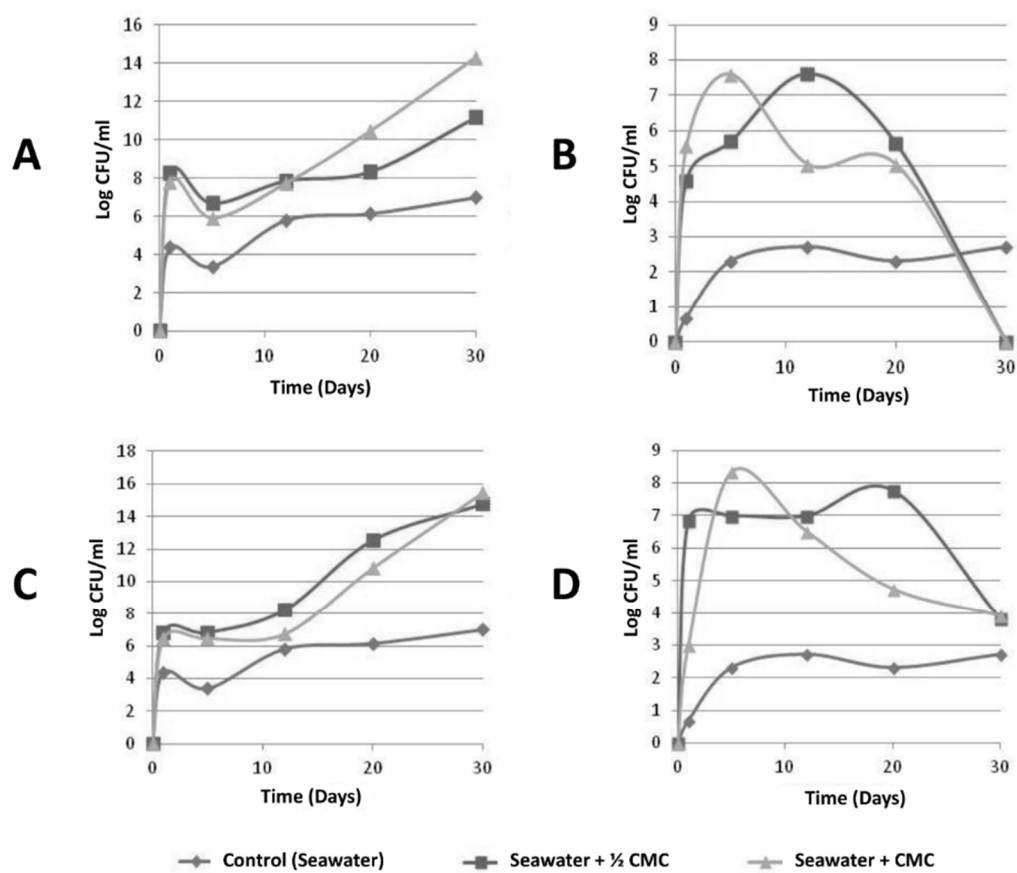 A
Log CFU/ml
16
14
12
10
8
6
4
2
0
0 10 20 30
Time (Days)
B
Log CFU/ml
9
8
7
6
5
4
3
2
1
0
0 10 20 30
Time (Days)
C
Log CFU/ml
18
16
14
12
10
8
6
4
2
0
0 10 20 30
Time (Days)
D
Log CFU/ml
9
8
7
6
5
4
3
2
1
0
0 10 20 30
Time (Days)
Control (Seawater) Seawater + ½ CMC Seawater + CMC